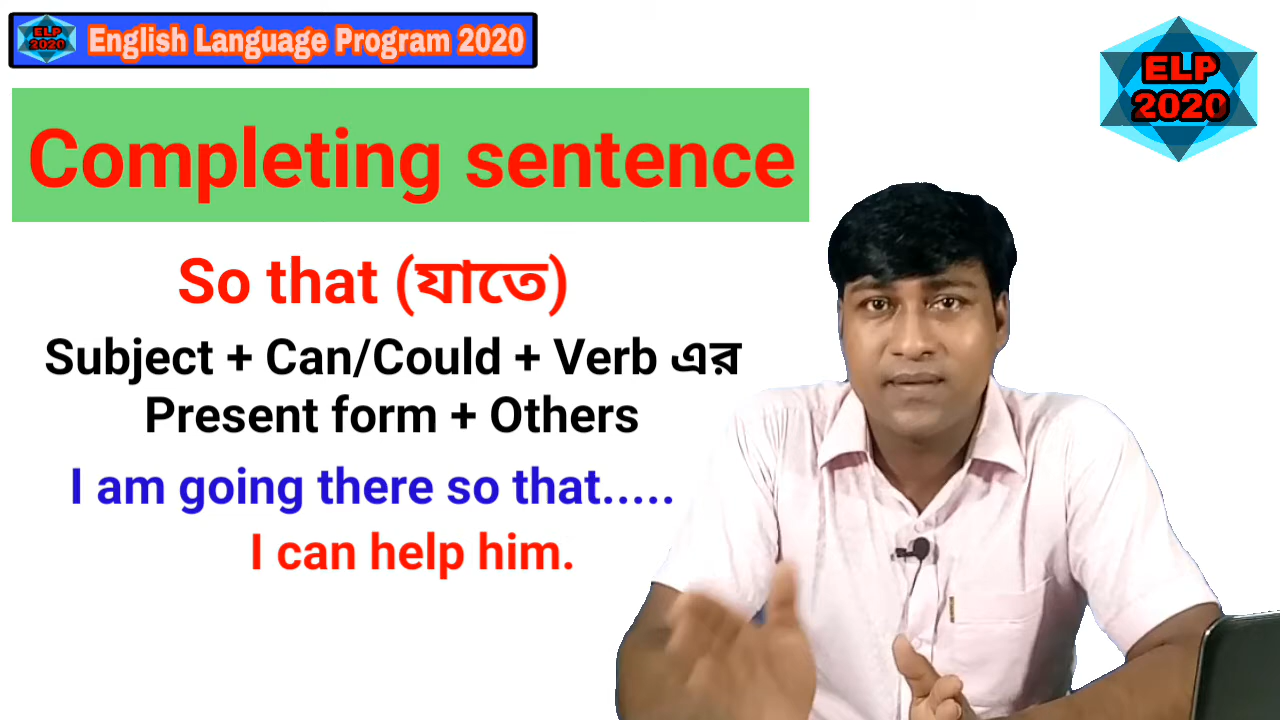 ELP
2020
English Language Program 2020
ELP
2020
Completing sentence
So that (যাতে)
Subject + Can/Could + Verb এর
Present form + Others
I am going there so that.....
I can help him.